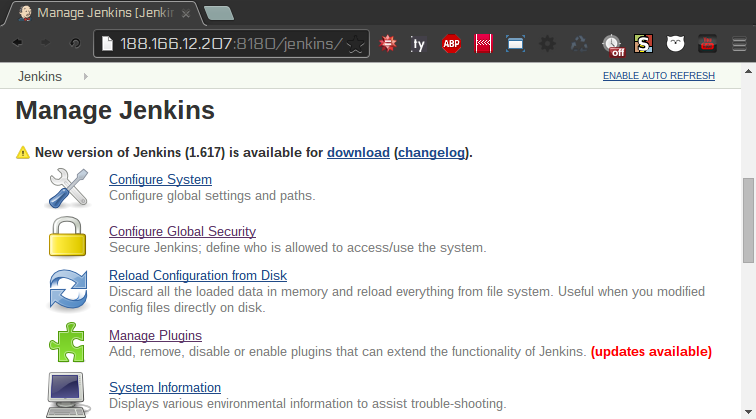 Manage Jenkins [Jenkin
188.166.12.207:8180/jenkins/
ty
ABP
off
S
Jenkins
ENABLE AUTO REFRESH
Manage Jenkins
New version of Jenkins (1.617) is available for download (changelog).
Configure System
Configure global settings and paths.
Configure Global Security
Secure Jenkins; define who is allowed to access/use the system.
Reload Configuration from Disk
Discard all the loaded data in memory and reload everything from file system. Useful when you modified
config files directly on disk.
Manage Plugins
Add, remove, disable or enable plugins that can extend the functionality of Jenkins. (updates available)
System Information
Displays various environmental information to assist trouble-shooting.